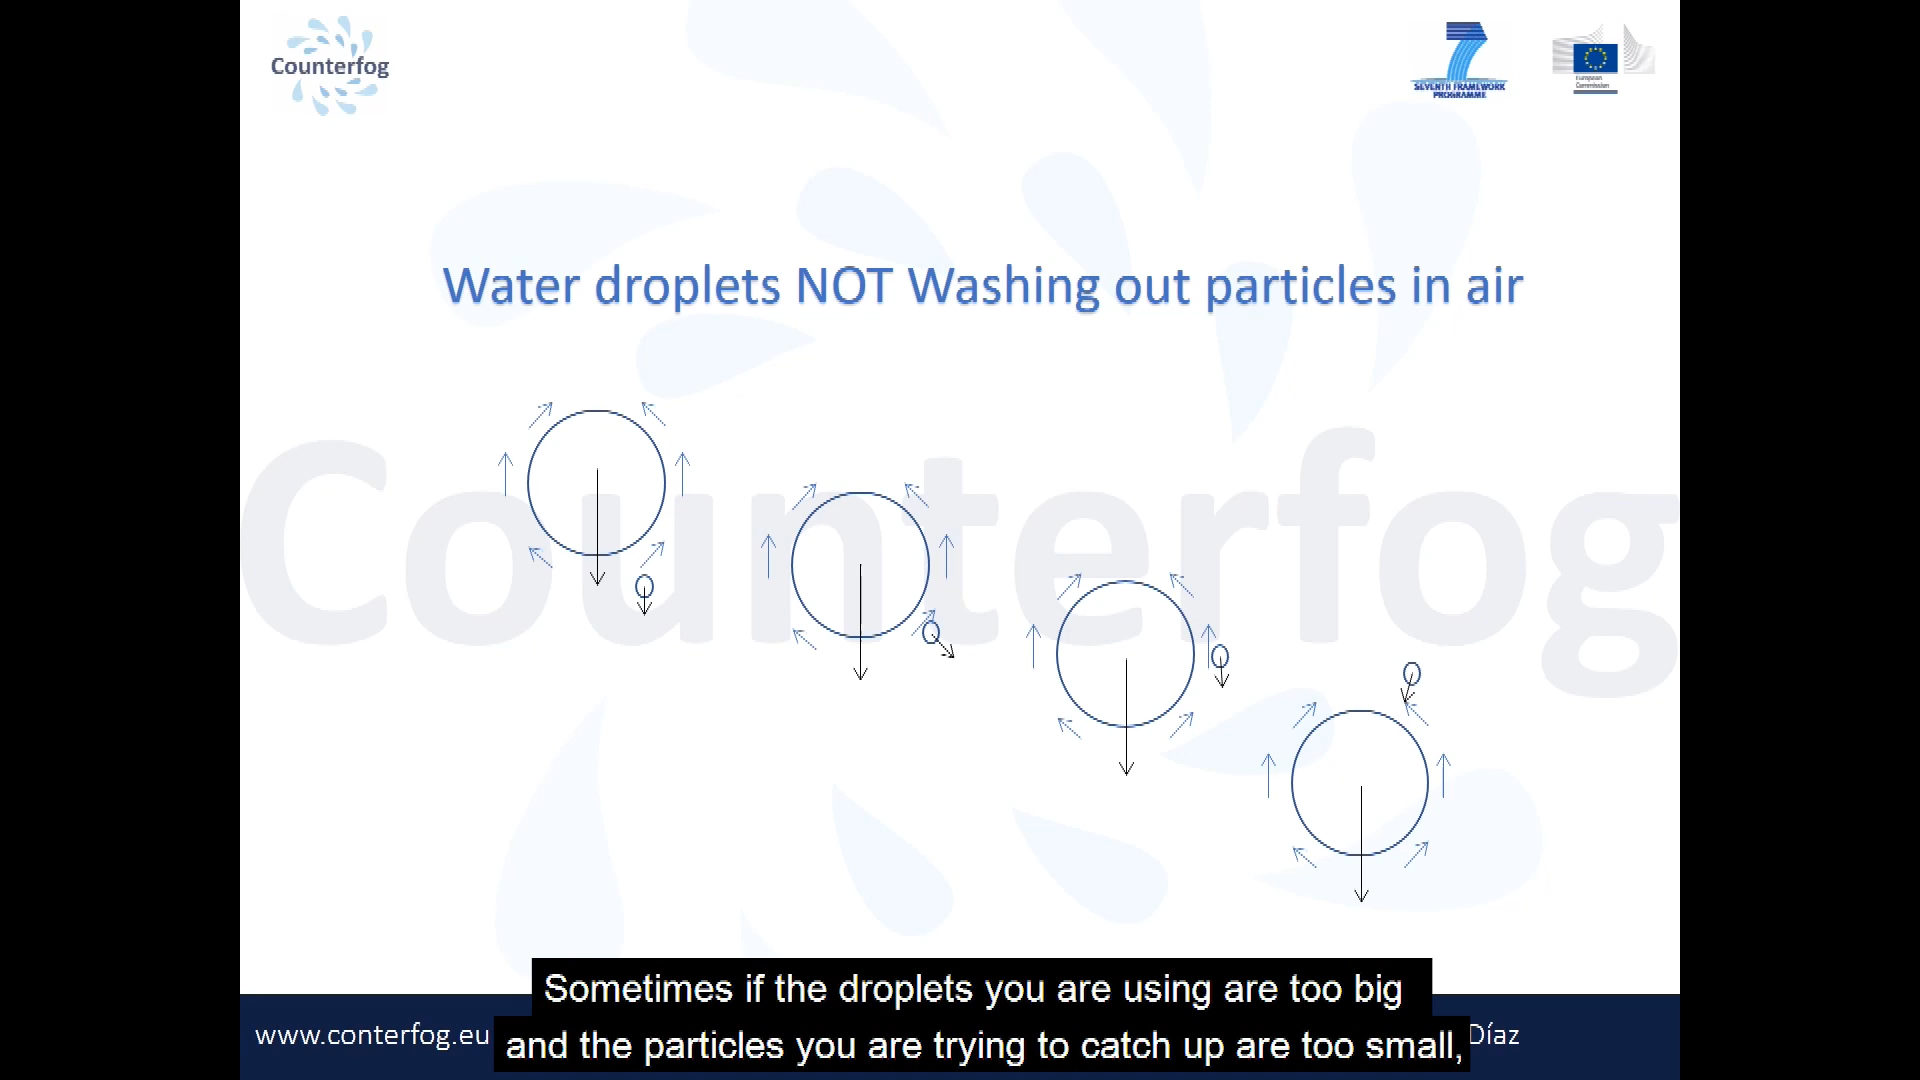 Counterfog
SEVENTH FRAMEWORK
PROGRAMME
European
Commission
Water droplets NOT Washing out particles in air
Counterfog
Sometimes if the droplets you are using are too big
www.conterfog.eu
and the particles you are trying to catch up are too small,
Díaz